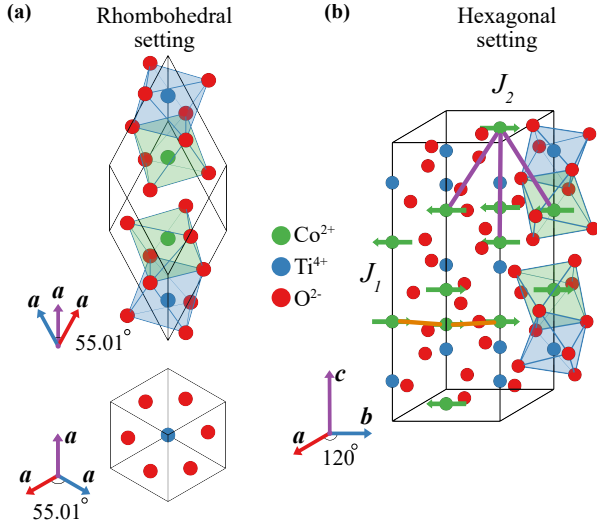 (a)
Rhombohedral
setting
(b)
Hexagonal
setting
J2
Co2+
Ti4+
O2-
J1
a a a
55.01°
c
b
a
120°
a
a a
55.01°